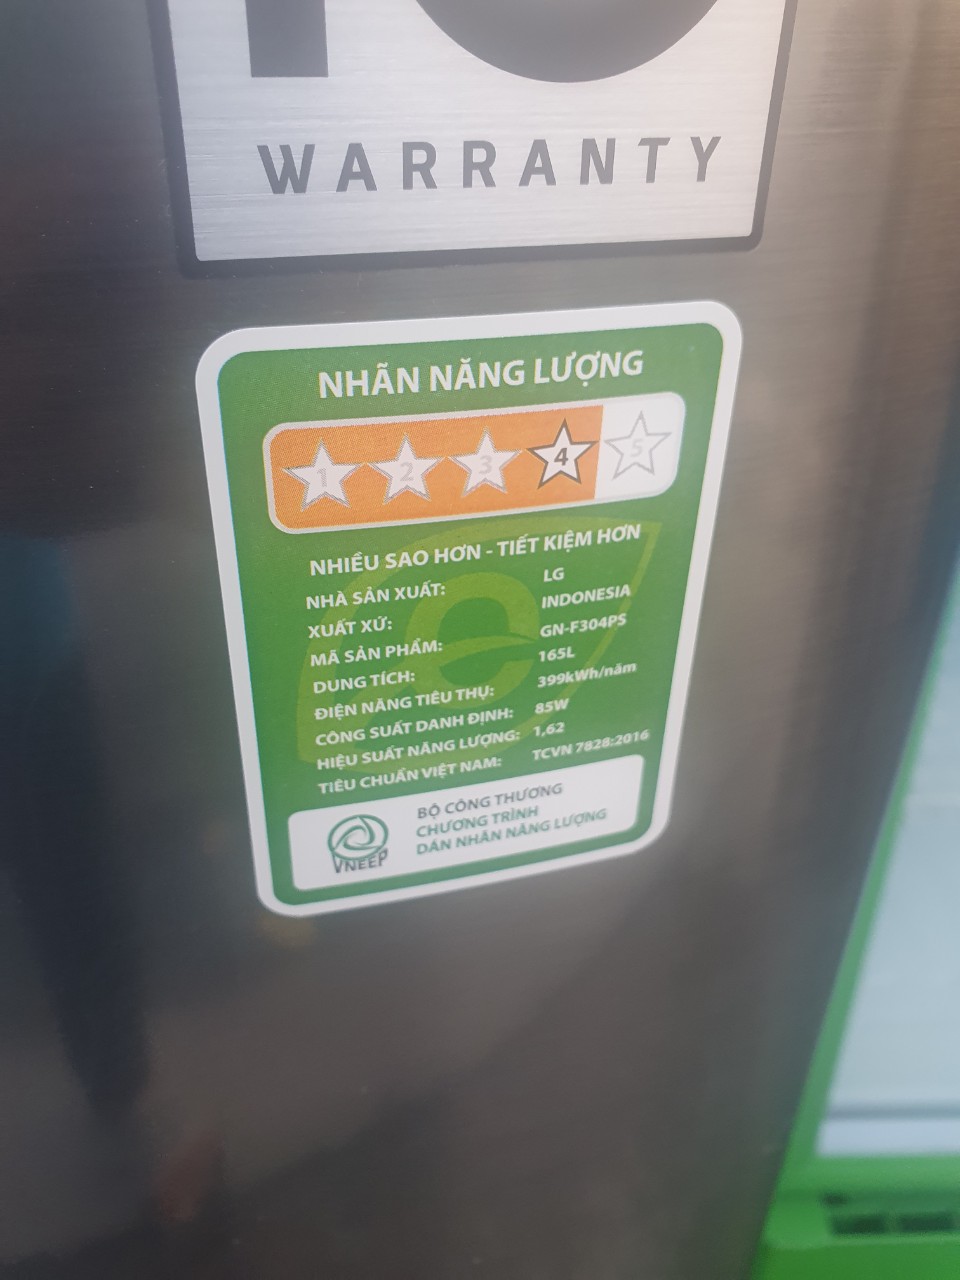 10
WARRANTY
NHÃN NĂNG LƯỢNG
1 2 3 4 5
NHIỀU SAO HƠN - TIẾT KIỆM HƠN
NHÀ SẢN XUẤT: LG
XUẤT XỨ: INDONESIA
MÃ SẢN PHẨM: GN-F304PS
DUNG TÍCH: 165L
ĐIỆN NĂNG TIÊU THỤ: 399kWh/năm
CÔNG SUẤT DANH ĐỊNH: 85W
HIỆU SUẤT NĂNG LƯỢNG: 1,62
TIÊU CHUẨN VIỆT NAM: TCVN 7828:2016
BỘ CÔNG THƯƠNG
CHƯƠNG TRÌNH
DÁN NHÃN NĂNG LƯỢNG
VNEEP